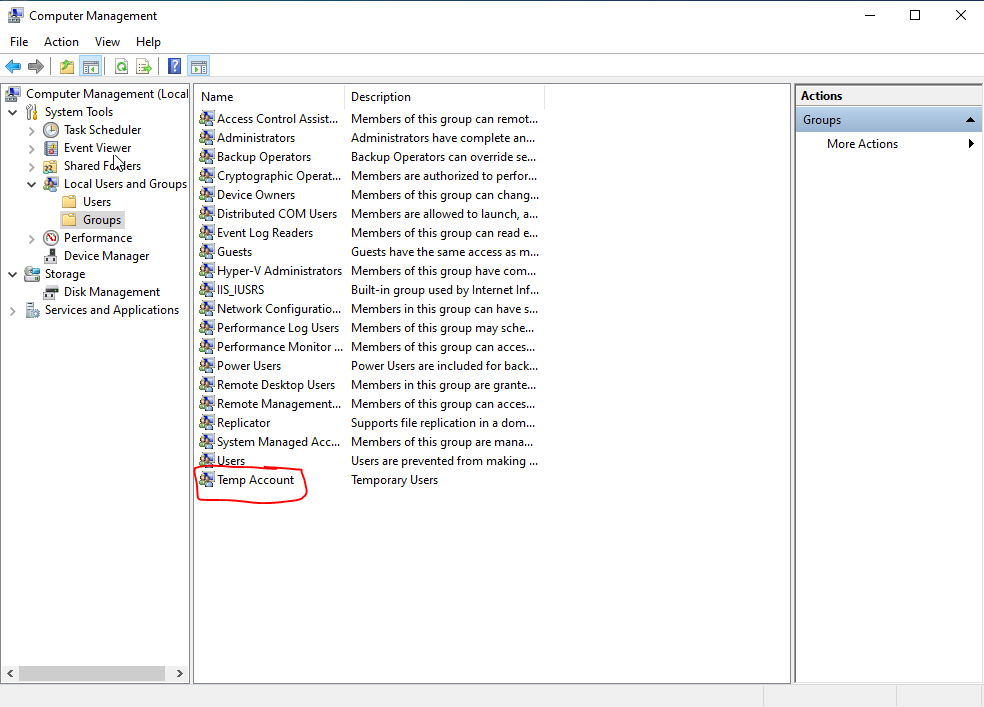 Computer Management
File Action View Help
Computer Management (Local
System Tools
Task Scheduler
Event Viewer
Shared Folders
Local Users and Groups
Users
Groups
Performance
Device Manager
Storage
Disk Management
Services and Applications
Name Description
Access Control Assist... Members of this group can remot...
Administrators Administrators have complete an...
Backup Operators Backup Operators can override se...
Cryptographic Operat... Members are authorized to perfor...
Device Owners Members of this group can chang...
Distributed COM Users Members are allowed to launch, a...
Event Log Readers Members of this group can read e...
Guests Guests have the same access as m...
Hyper-V Administrators Members of this group have com...
IIS_IUSRS Built-in group used by Internet Inf...
Network Configuratio... Members in this group can have s...
Performance Log Users Members of this group may sche...
Performance Monitor ... Members of this group can acces...
Power Users Power Users are included for back...
Remote Desktop Users Members in this group are grante...
Remote Management... Members of this group can acces...
Replicator Supports file replication in a dom...
System Managed Acc... Members of this group are mana...
Users Users are prevented from making ...
Temp Account Temporary Users
Actions
Groups
More Actions